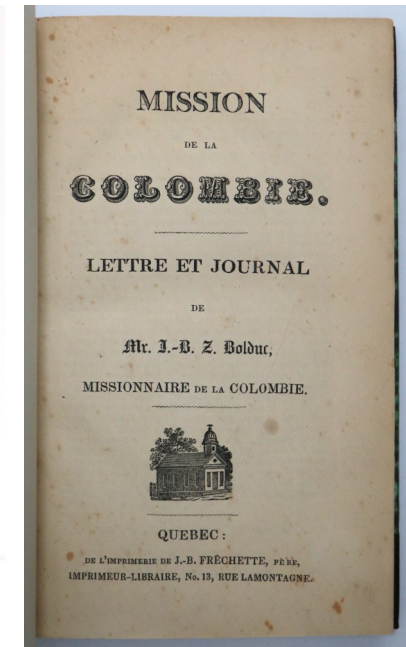 MISSION
DE LA
COLOMBIE.
LETTRE ET JOURNAL
DE
Mr. J.-B. Z. Bolduc,
MISSIONNAIRE DE LA COLOMBIE.
QUEBEC:
DE L'IMPRIMERIE DE J.-B. FRÉCHETTE, PÈRE,
IMPRIMEUR-LIBRAIRE, No. 13, RUE LAMONTAGNE.